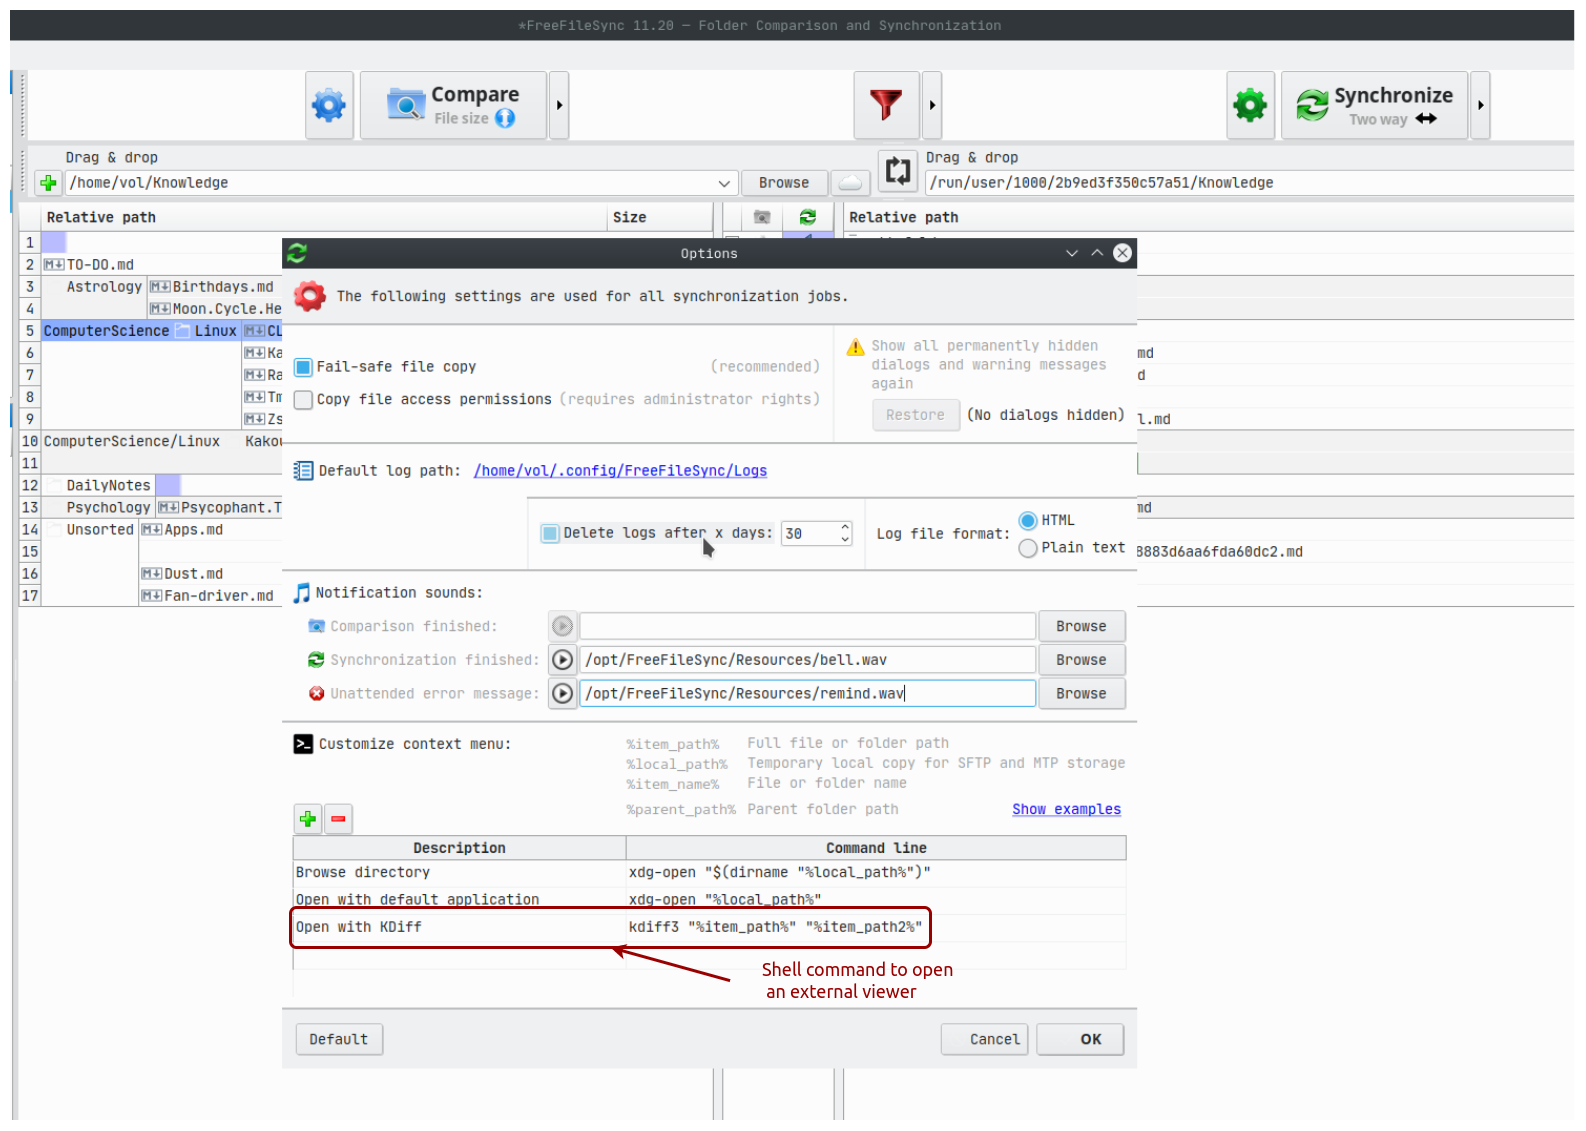 *FreeFileSync 11.20 — Folder Comparison and Synchronization
Compare
File size
Synchronize
Two way
Drag & drop
Drag & drop
/home/vol/Knowledge
Browse
/run/user/1000/2b9ed3f350c57a51/Knowledge
Relative path
Size
Relative path
1
2 TO-DO.md
3 Astrology Birthdays.md
4 Moon.Cycle.He
5 ComputerScience Linux CL
6 Ka
md
7 Ra
d
8 Tm
9 Zs
l.md
10 ComputerScience/Linux Kakou
11
12 DailyNotes
13 Psychology Psycophant.T
md
14 Unsorted Apps.md
15
8883d6aa6fda60dc2.md
16 Dust.md
17 Fan-driver.md
Options
The following settings are used for all synchronization jobs.
Fail-safe file copy (recommended)
Copy file access permissions (requires administrator rights)
Show all permanently hidden
dialogs and warning messages
again
Restore (No dialogs hidden)
Default log path: /home/vol/.config/FreeFileSync/Logs
Delete logs after x days: 30
Log file format:
HTML
Plain text
Notification sounds:
Comparison finished:
Browse
Synchronization finished: /opt/FreeFileSync/Resources/bell.wav Browse
Unattended error message: /opt/FreeFileSync/Resources/remind.wav Browse
Customize context menu:
%item_path% Full file or folder path
%local_path% Temporary local copy for SFTP and MTP storage
%item_name% File or folder name
%parent_path% Parent folder path
Show examples
Description Command line
Browse directory xdg-open "$(dirname "%local_path%")"
Open with default application xdg-open "%local_path%"
Open with KDiff kdiff3 "%item_path%" "%item_path2%"
Shell command to open
an external viewer
Default
Cancel
OK